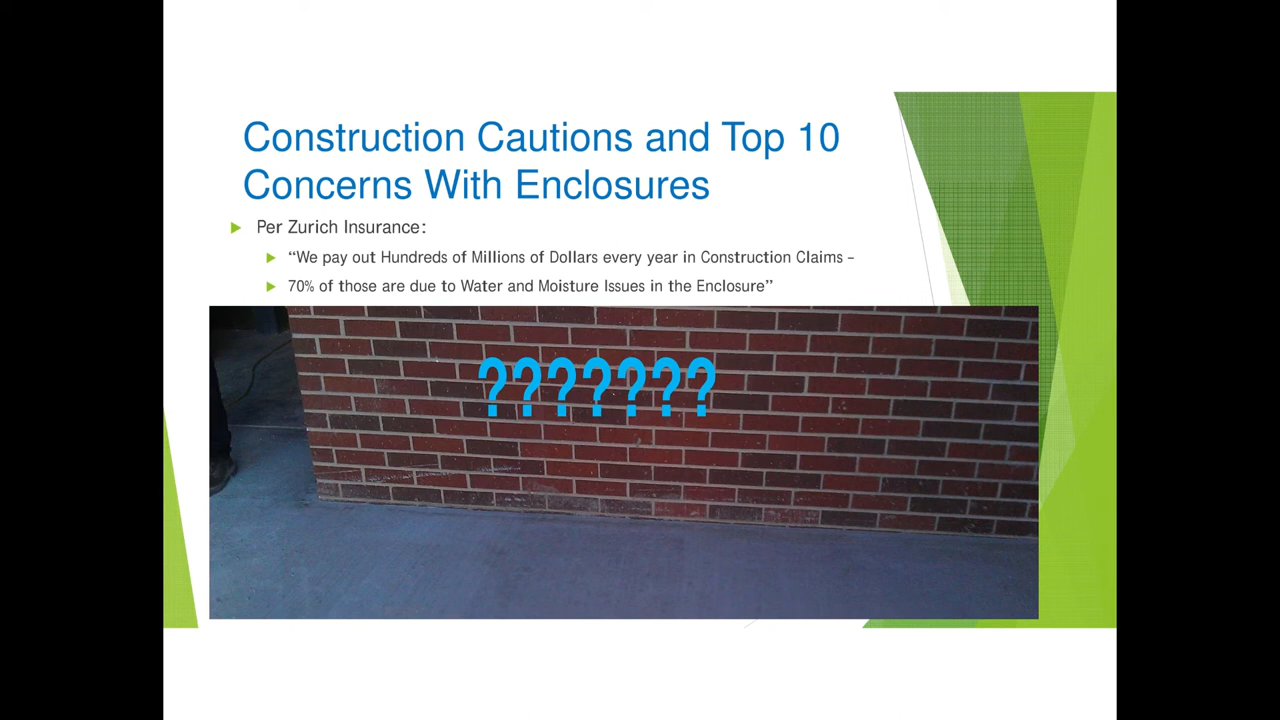 Construction Cautions and Top 10
Concerns With Enclosures
Per Zurich Insurance:
“We pay out Hundreds of Millions of Dollars every year in Construction Claims –
70% of those are due to Water and Moisture Issues in the Enclosure”
???????